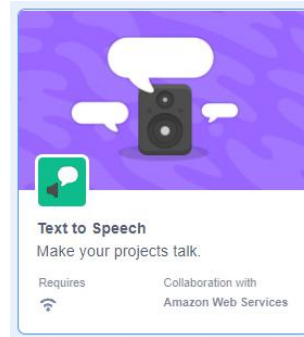 Text to Speech
Make your projects talk.
Requires
Collaboration with
Amazon Web Services